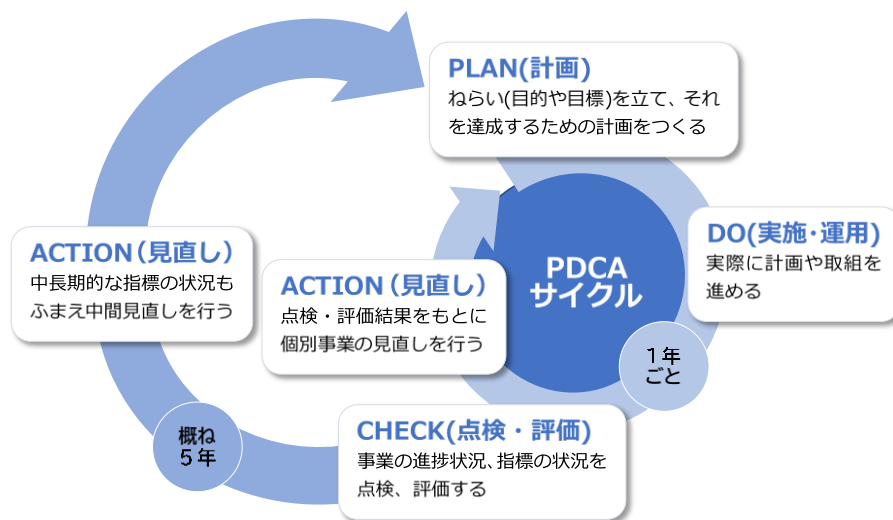 PLAN(計画)
ねらい(目的や目標)を立て、それ
を達成するための計画をつくる
DO(実施・運用)
実際に計画や取組を
進める
PDCA
サイクル
１年
ごと
ACTION（見直し）
中長期的な指標の状況も
ふまえ中間見直しを行う
ACTION（見直し）
点検・評価結果をもとに
個別事業の見直しを行う
CHECK(点検・評価)
事業の進捗状況、指標の状況を
点検、評価する
概ね
５年